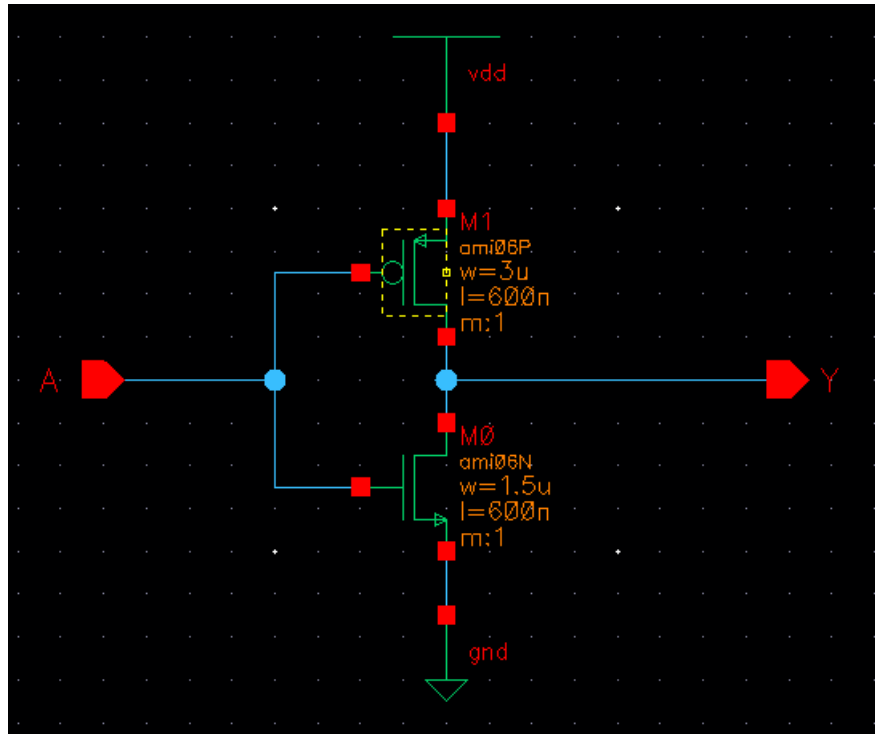 vdd
M1
ami06P
w=3u
l=600n
m:1
A
Y
M0
ami06N
w=1.5u
l=600n
m:1
gnd